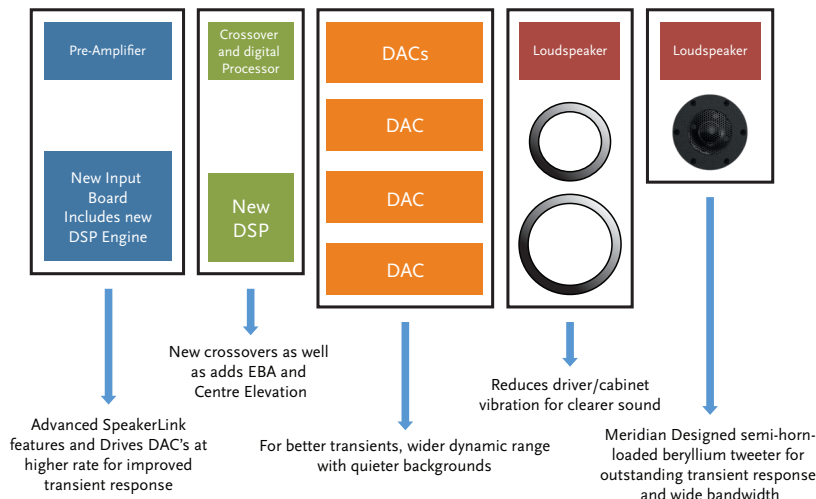 Pre-Amplifier
New Input
Board
Includes new
DSP Engine
Advanced SpeakerLink
features and Drives DAC's at
higher rate for improved
transient response
Crossover
and digital
Processor
New
DSP
New crossovers as well
as adds EBA and
Centre Elevation
DACs
DAC
DAC
DAC
For better transients, wider dynamic range
with quieter backgrounds
Loudspeaker
Reduces driver/cabinet
vibration for clearer sound
Loudspeaker
Meridian Designed semi-horn-
loaded beryllium tweeter for
outstanding transient response
and wide bandwidth